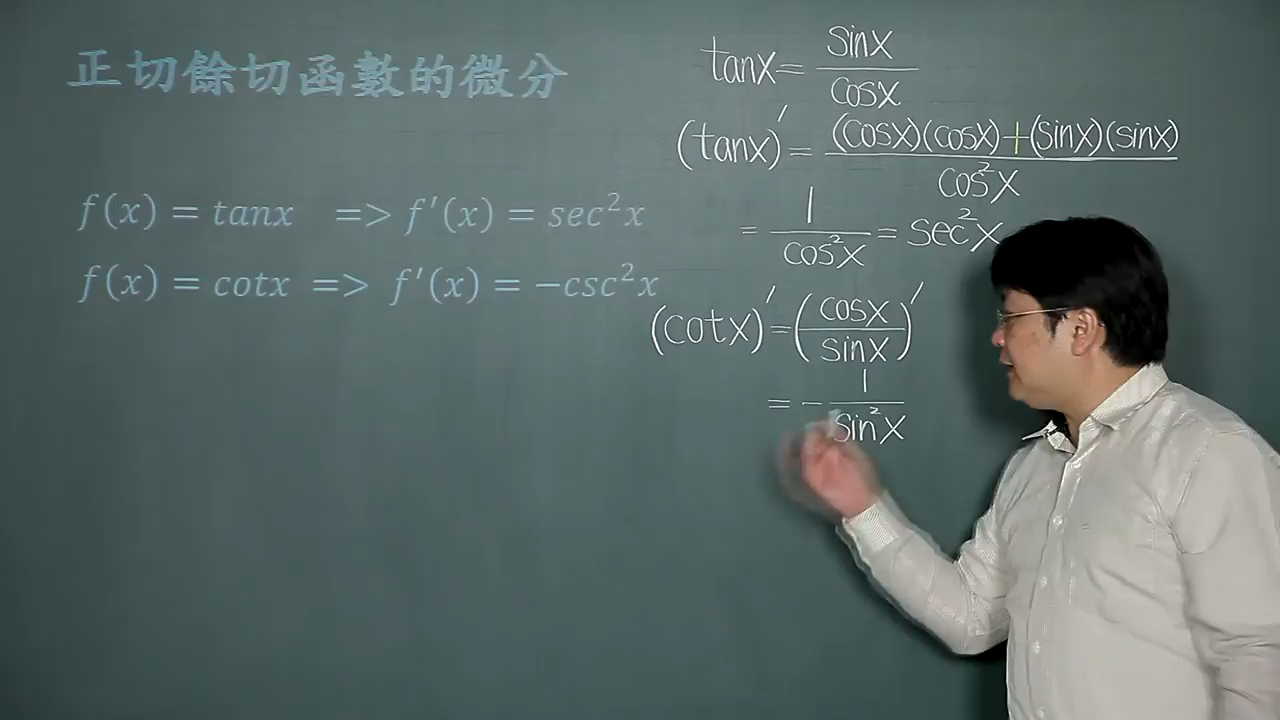 正切餘切函數的微分
f(x) = tanx => f'(x) = sec²x
f(x) = cotx => f'(x) = −csc²x
tanx = sinx / cosx
(tanx)' = (cosx)(cosx)+(sinx)(sinx) / cos²x
= 1 / cos²x = sec²x
(cotx)' = (cosx / sinx)'
= - 1 / sin²x